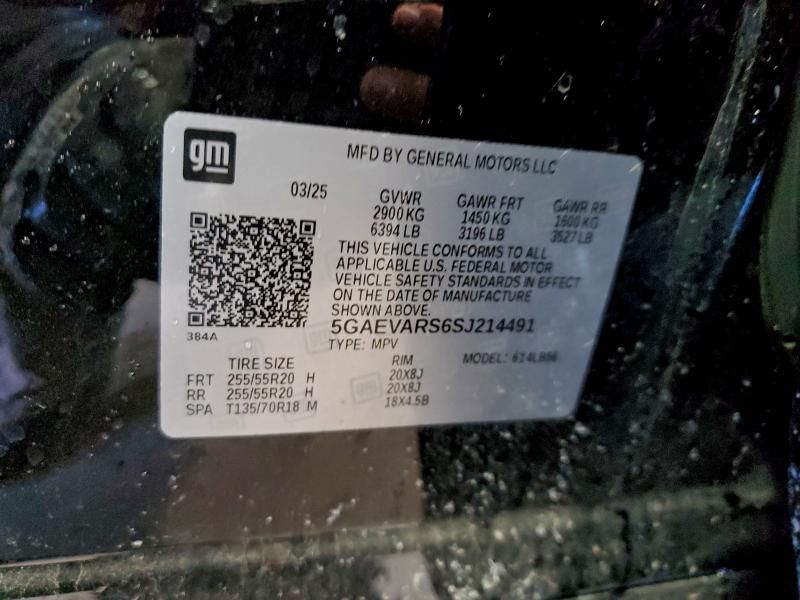 gm
MFD BY GENERAL MOTORS LLC
03/25
GVWR GAWR FRT GAWR RR
2900 KG 1450 KG 1600 KG
6394 LB 3196 LB 3527 LB
THIS VEHICLE CONFORMS TO ALL
APPLICABLE U.S. FEDERAL MOTOR
VEHICLE SAFETY STANDARDS IN EFFECT
ON THE DATE OF MANUFACTURE
SHOWN ABOVE.
5GAEVARS6SJ214491
384A
TYPE: MPV
TIRE SIZE RIM MODEL: 614LB56
FRT 255/55R20 H 20X8J
RR 255/55R20 H 20X8J
SPA T135/70R18 M 18X4.5B